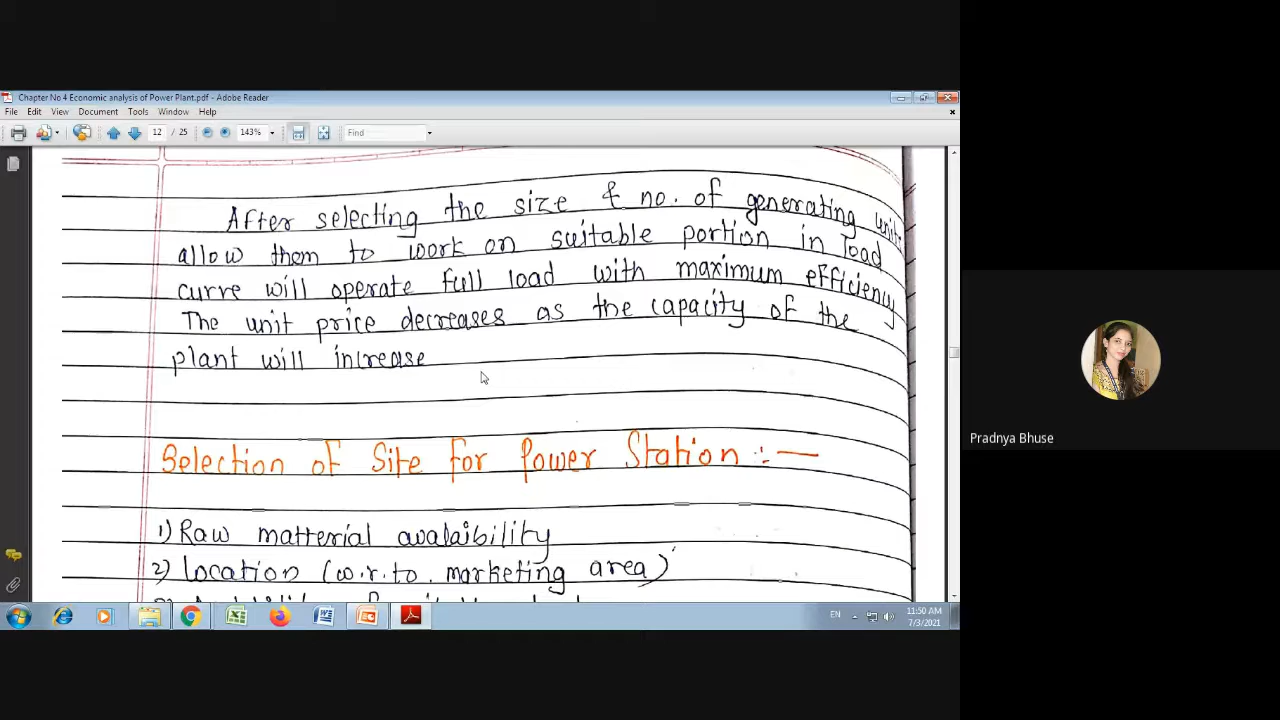 Chapter No 4 Economic analysis of Power Plant.pdf - Adobe Reader
File Edit View Document Tools Window Help
12 / 25 143% Find
After selecting the size & no. of generating units
allow them to work on suitable portion in load
curve will operate full load with maximum efficiency
The unit price decreases as the capacity of the
plant will increase
Selection of Site for Power Station :—
1) Raw matterial avalaibility
2) Location (w.r.to. marketing area)
Pradnya Bhuse
EN 11:50 AM
7/3/2021